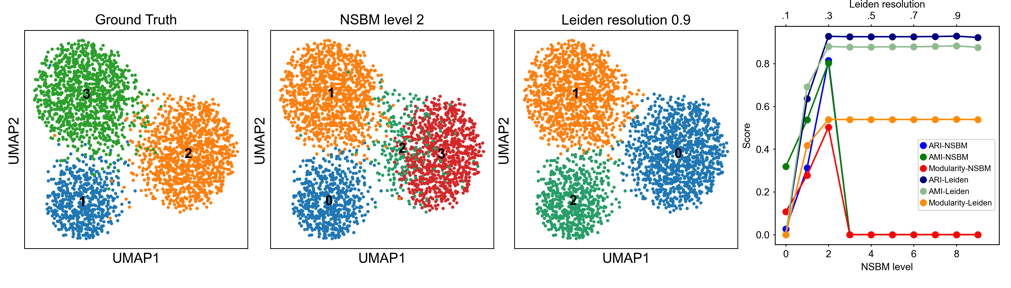 Ground Truth
3
2
1
UMAP2
UMAP1
NSBM level 2
1
2
3
0
UMAP2
UMAP1
Leiden resolution 0.9
1
0
2
UMAP2
UMAP1
Leiden resolution
.1 .3 .5 .7 .9
Score
0.8
0.6
0.4
0.2
0.0
ARI-NSBM
AMI-NSBM
Modularity-NSBM
ARI-Leiden
AMI-Leiden
Modularity-Leiden
0 2 4 6 8
NSBM level